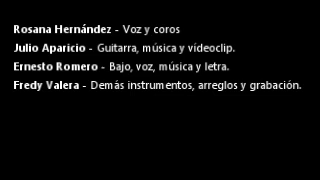 Rosana Hernández - Voz y coros
Julio Aparicio - Guitarra, música y vídeoclip.
Ernesto Romero - Bajo, voz, música y letra.
Fredy Valera - Demás instrumentos, arreglos y grabación.